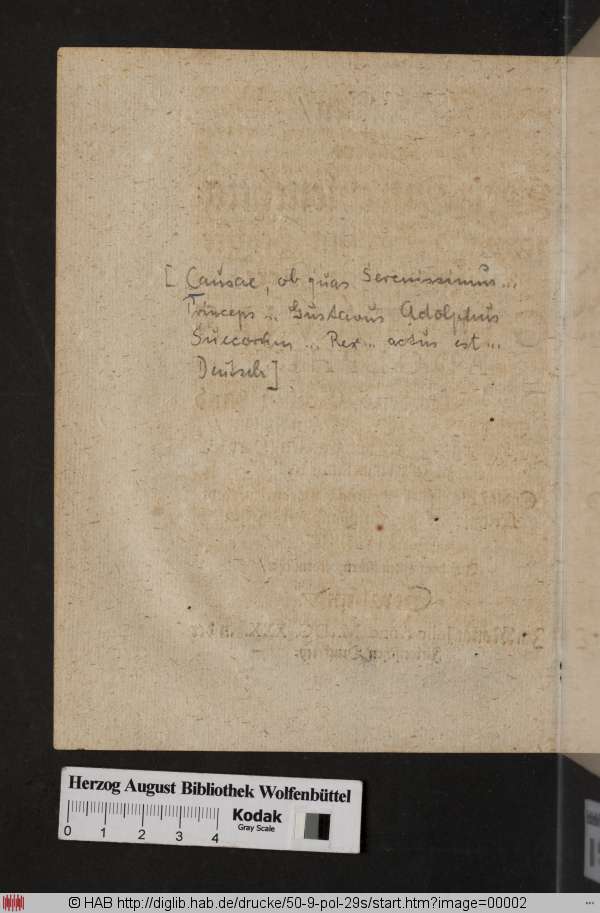 [Causae, ob quas Serenissimus...
Princeps... Gustavus Adolphus
Suecorum... Rex... actus est...
Deutsch]
Herzog August Bibliothek Wolfenbüttel
0 1 2 3 4
Kodak
Gray Scale
© HAB http://diglib.hab.de/drucke/50-9-pol-29s/start.htm?image=00002